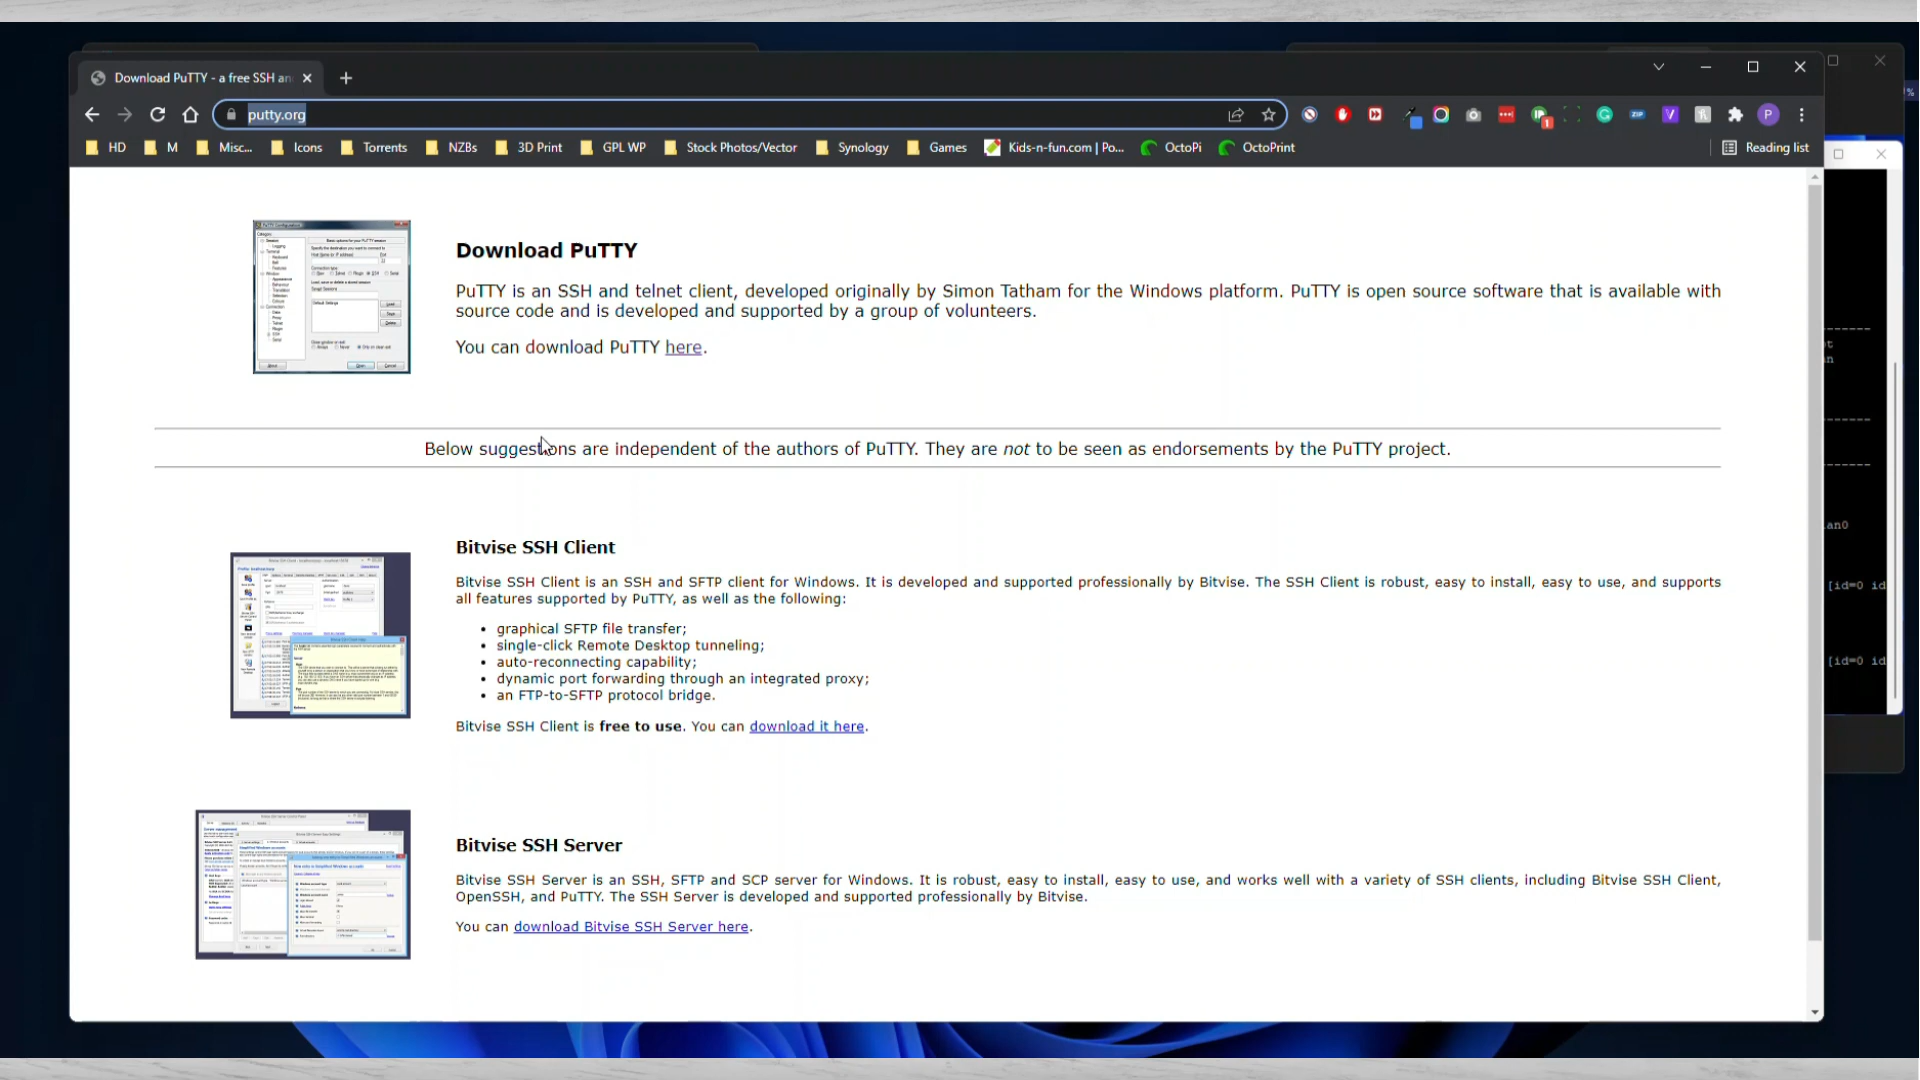 Download PuTTY - a free SSH an
putty.org
HD M Misc... Icons Torrents NZBs 3D Print GPL WP Stock Photos/Vector Synology Games Kids-n-fun.com | Po... OctoPi OctoPrint Reading list
Download PuTTY
PuTTY is an SSH and telnet client, developed originally by Simon Tatham for the Windows platform. PuTTY is open source software that is available with
source code and is developed and supported by a group of volunteers.
You can download PuTTY here.
Below suggestions are independent of the authors of PuTTY. They are not to be seen as endorsements by the PuTTY project.
Bitvise SSH Client
Bitvise SSH Client is an SSH and SFTP client for Windows. It is developed and supported professionally by Bitvise. The SSH Client is robust, easy to install, easy to use, and supports
all features supported by PuTTY, as well as the following:
• graphical SFTP file transfer;
• single-click Remote Desktop tunneling;
• auto-reconnecting capability;
• dynamic port forwarding through an integrated proxy;
• an FTP-to-SFTP protocol bridge.
Bitvise SSH Client is free to use. You can download it here.
Bitvise SSH Server
Bitvise SSH Server is an SSH, SFTP and SCP server for Windows. It is robust, easy to install, easy to use, and works well with a variety of SSH clients, including Bitvise SSH Client,
OpenSSH, and PuTTY. The SSH Server is developed and supported professionally by Bitvise.
You can download Bitvise SSH Server here.
an0
[id=0 id
[id=0 id